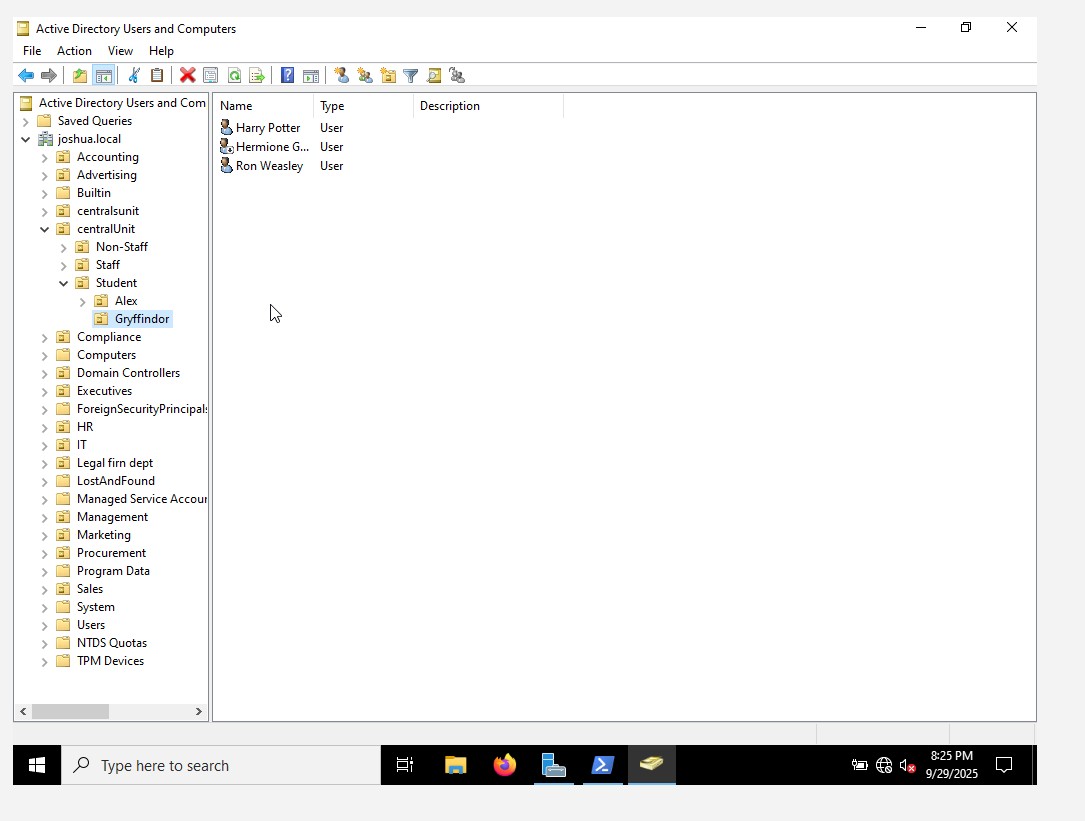 Active Directory Users and Computers
File Action View Help
Active Directory Users and Com
Saved Queries
joshua.local
Accounting
Advertising
Builtin
centralsunit
centralUnit
Non-Staff
Staff
Student
Alex
Gryffindor
Compliance
Computers
Domain Controllers
Executives
ForeignSecurityPrincipals
HR
IT
Legal firn dept
LostAndFound
Managed Service Accour
Management
Marketing
Procurement
Program Data
Sales
System
Users
NTDS Quotas
TPM Devices
Name Type Description
Harry Potter User
Hermione G... User
Ron Weasley User
Type here to search
8:25 PM
9/29/2025